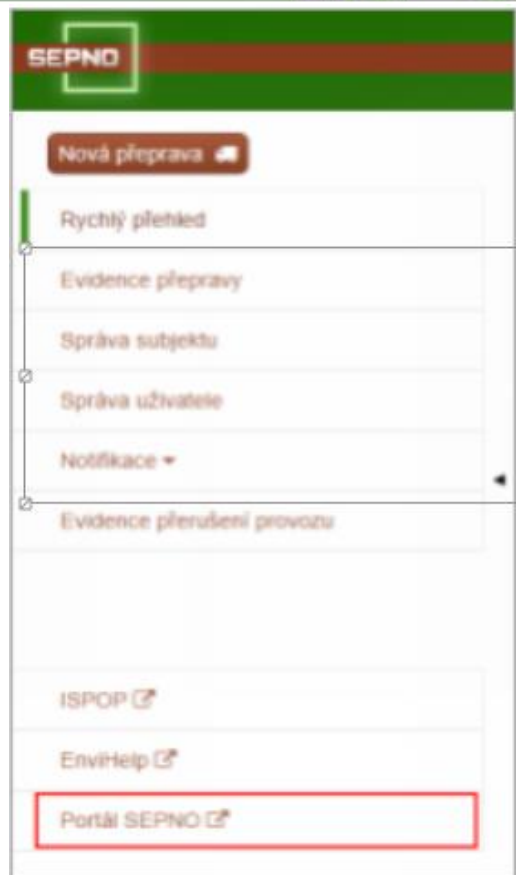 SEPNO
Nová přeprava
Rychlý přehled
Evidence přepravy
Správa subjektu
Správa uživatele
Notifikace
Evidence přerušení provozu
ISPOP
EnviHelp
Portál SEPNO